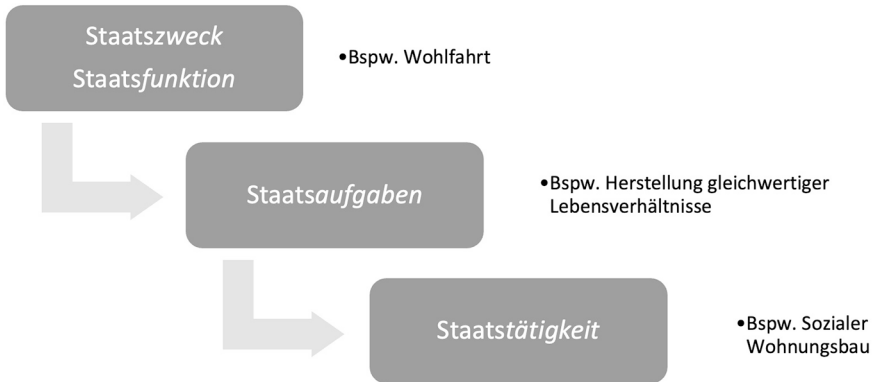 Staatszweck
Staatsfunktion
•Bspw. Wohlfahrt
Staatsaufgaben
•Bspw. Herstellung gleichwertiger
Lebensverhältnisse
Staatstätigkeit
•Bspw. Sozialer
Wohnungsbau